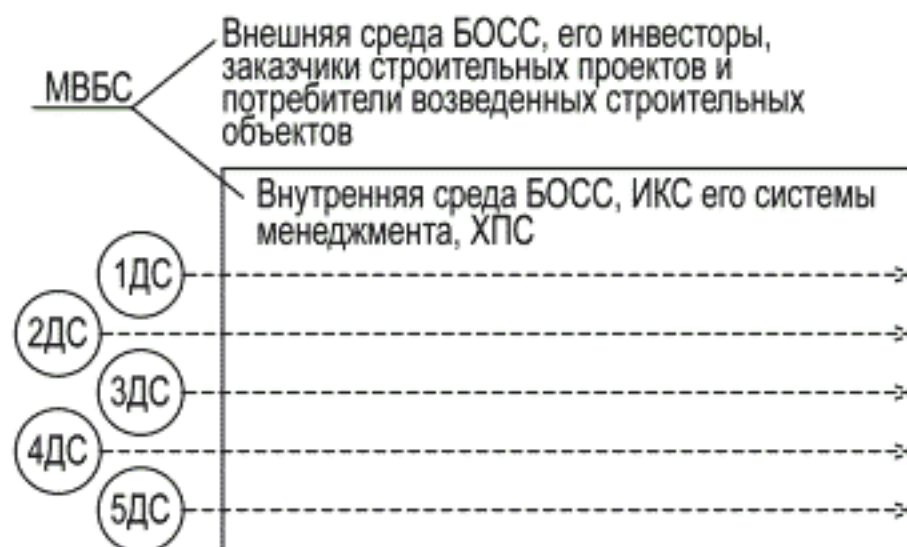 Внешняя среда БОСС, его инвесторы,
заказчики строительных проектов и
потребители возведенных строительных
объектов
МВБС
Внутренняя среда БОСС, ИКС его системы
менеджмента, ХПС
1ДС
2ДС
3ДС
4ДС
5ДС